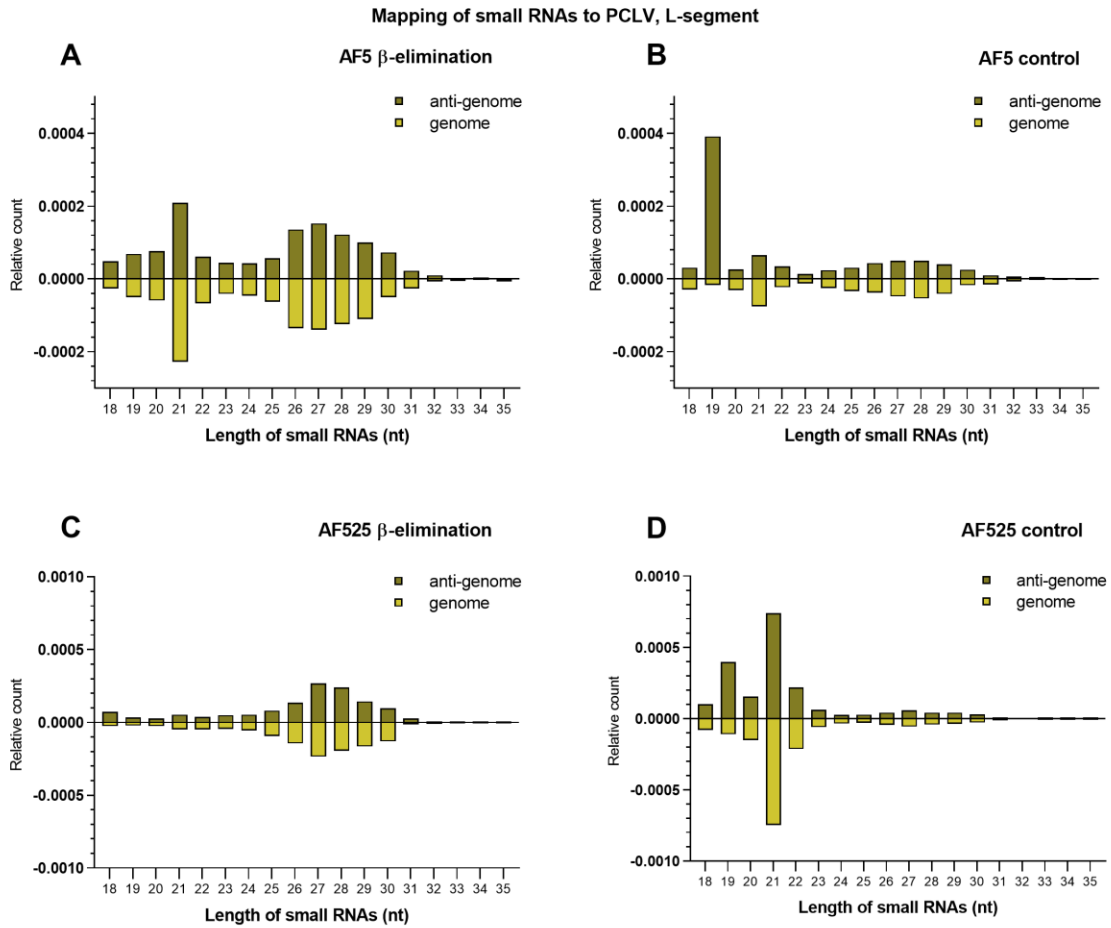 Mapping of small RNAs to PCLV, L-segment
A
AF5 β-elimination
anti-genome
genome
0.0004
0.0002
0.0000
-0.0002
Relative count
18 19 20 21 22 23 24 25 26 27 28 29 30 31 32 33 34 35
Length of small RNAs (nt)
B
AF5 control
anti-genome
genome
0.0004
0.0002
0.0000
-0.0002
Relative count
18 19 20 21 22 23 24 25 26 27 28 29 30 31 32 33 34 35
Length of small RNAs (nt)
C
AF525 β-elimination
anti-genome
genome
0.0010
0.0005
0.0000
-0.0005
-0.0010
Relative count
18 19 20 21 22 23 24 25 26 27 28 29 30 31 32 33 34 35
Length of small RNAs (nt)
D
AF525 control
anti-genome
genome
0.0010
0.0005
0.0000
-0.0005
-0.0010
Relative count
18 19 20 21 22 23 24 25 26 27 28 29 30 31 32 33 34 35
Length of small RNAs (nt)